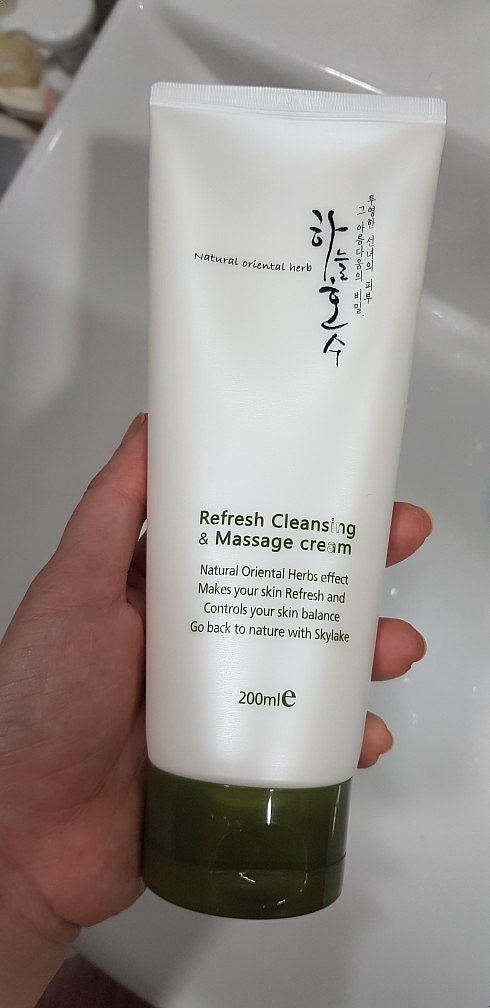 Natural oriental herb
하늘호수
투영한 선녀의 피부
그 아름다움의 비밀.
Refresh Cleansing
& Massage cream
Natural Oriental Herbs effect
Makes your skin Refresh and
Controls your skin balance
Go back to nature with Skylake
200ml e